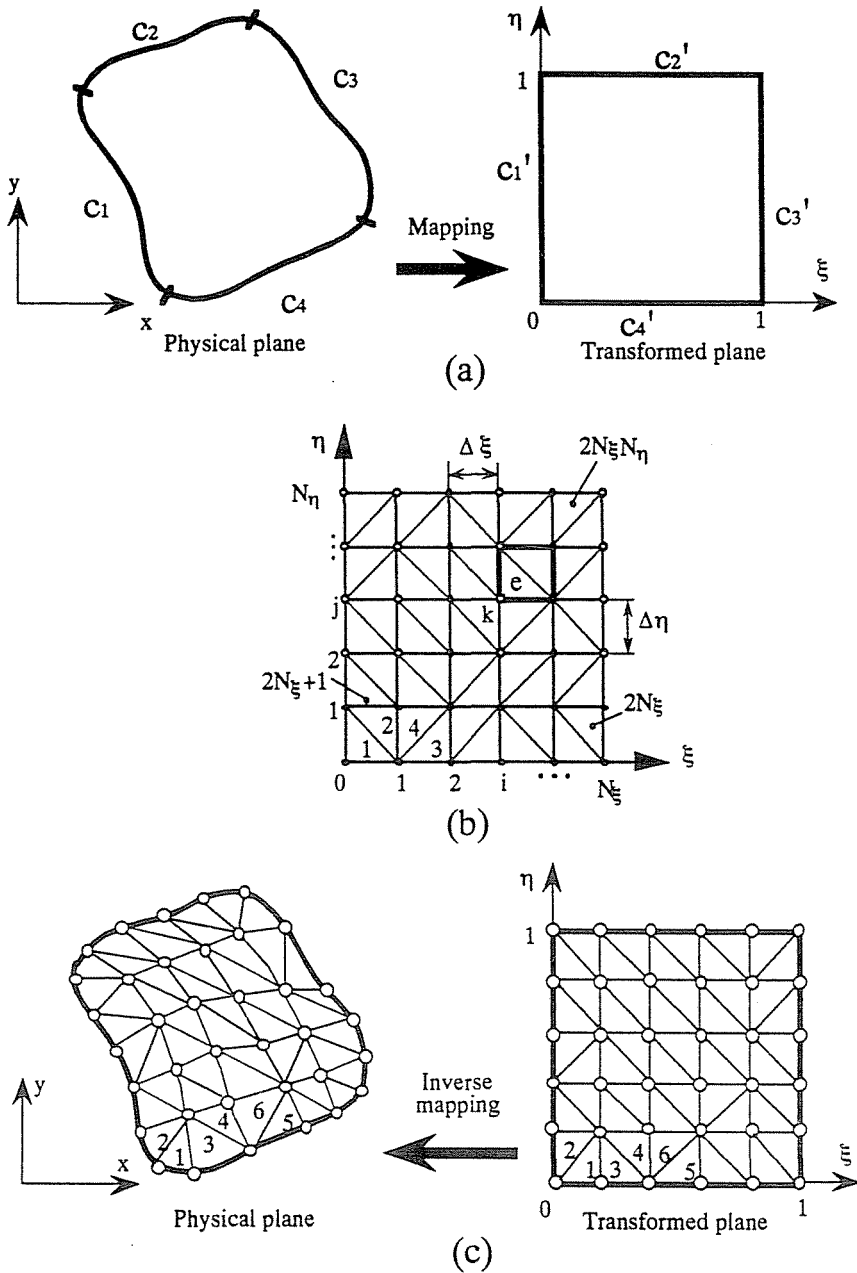 C2
C3
C1
C4
y
x
Physical plane
Mapping
η
1
C2'
C1'
C3'
ξ
0
C4'
1
Transformed plane
(a)
η
Δ ξ
2NξNη
Nη
⋮
e
j
k
Δη
2
2Nξ+1
1
2
4
2Nξ
1
3
ξ
0
1
2
i
...
Nξ
(b)
y
x
2
1
3
4
6
5
Physical plane
Inverse
mapping
η
1
2
1
3
4
6
5
ξ
0
1
Transformed plane
(c)